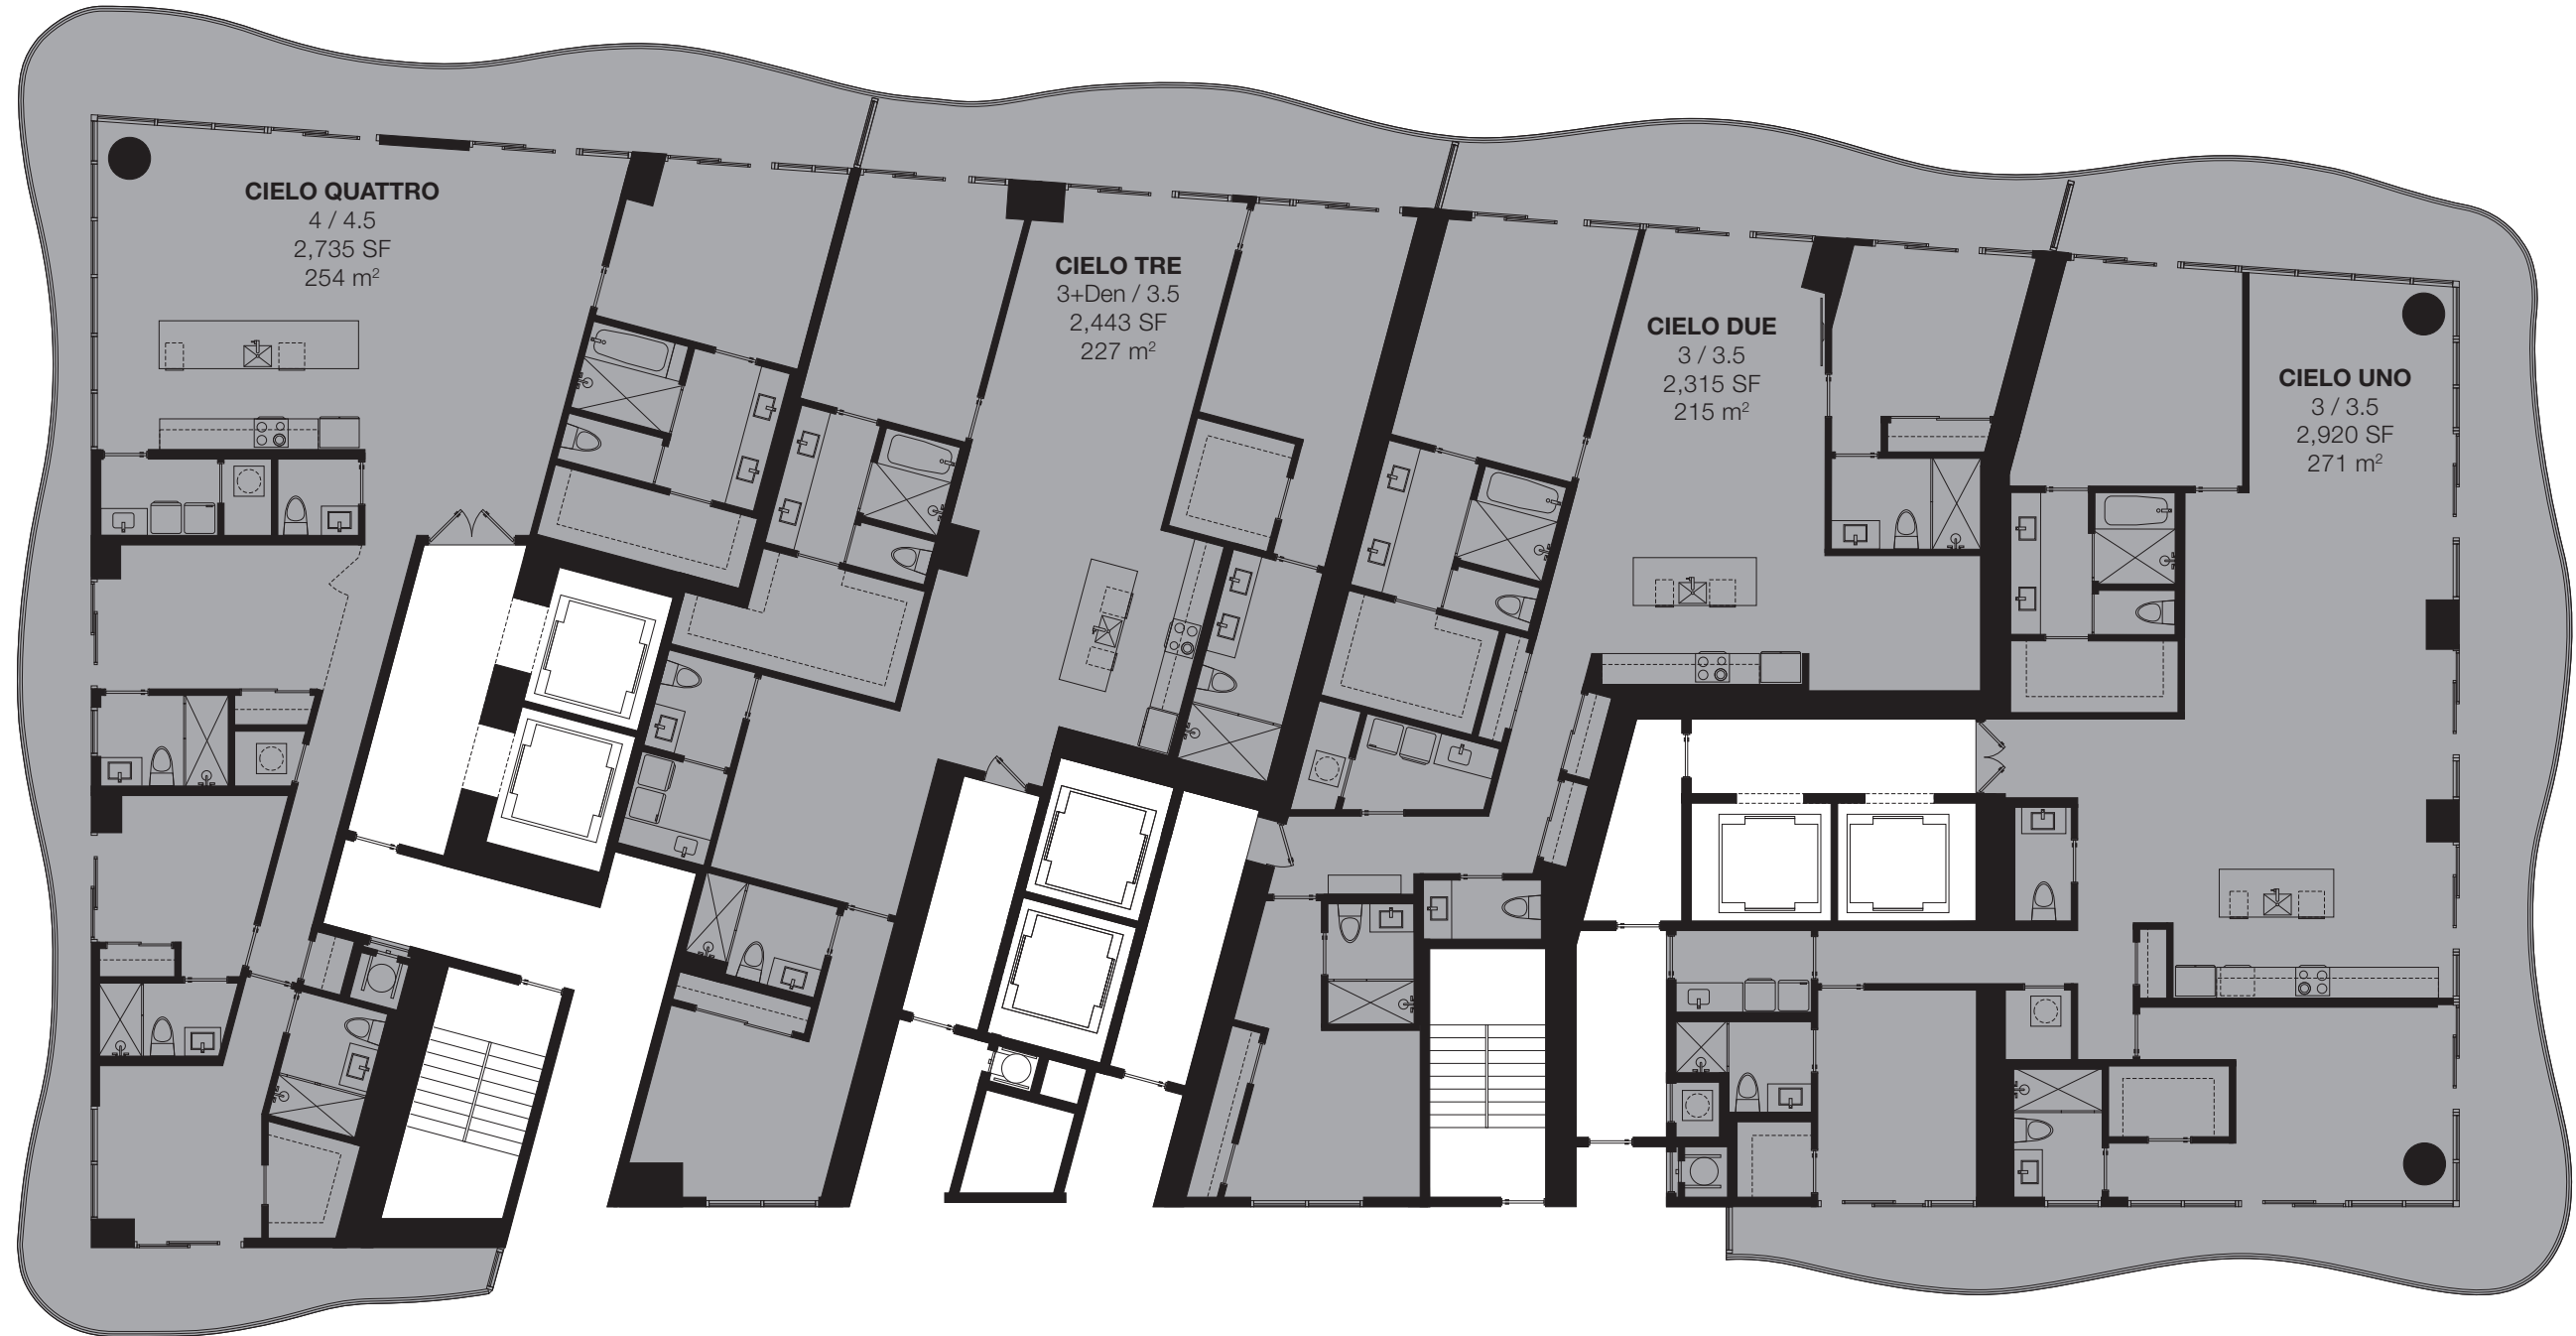 CIELO QUATTRO
4 / 4.5
2,735 SF
254 m²
CIELO TRE
3+Den / 3.5
2,443 SF
227 m²
CIELO DUE
3 / 3.5
2,315 SF
215 m²
CIELO UNO
3 / 3.5
2,920 SF
271 m²